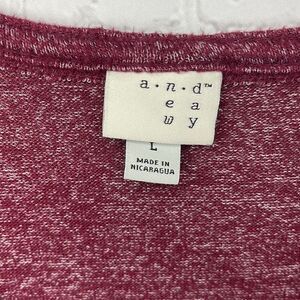 a • n • d™
e a
w y
L
MADE IN
NICARAGUA